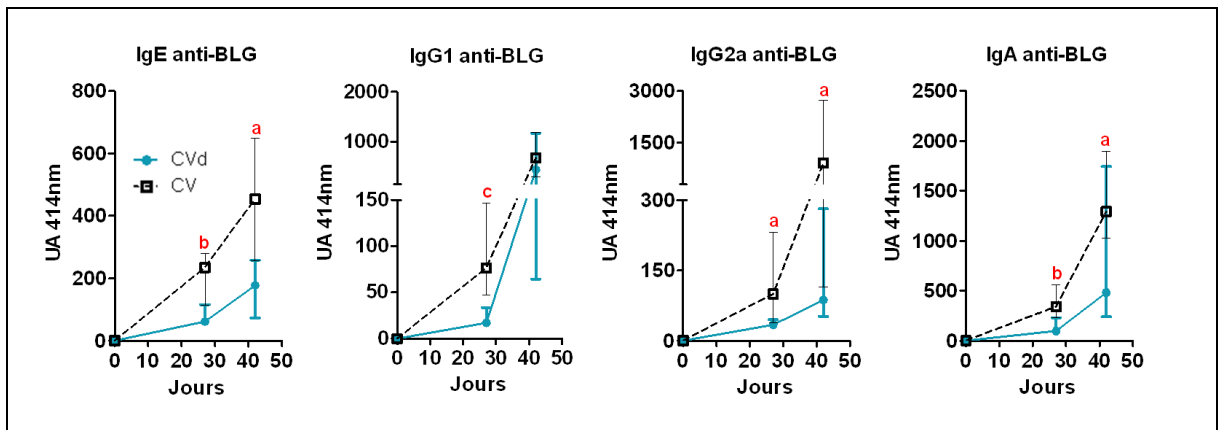 IgE anti-BLG
800
600
400
200
0
UA 414nm
a
b
CVd
CV
0 10 20 30 40 50
Jours
IgG1 anti-BLG
2000
1000
150
100
50
0
UA 414nm
c
0 10 20 30 40 50
Jours
IgG2a anti-BLG
3000
1500
300
150
0
UA 414nm
a
a
0 10 20 30 40 50
Jours
IgA anti-BLG
2500
2000
1500
1000
500
0
UA 414nm
a
b
0 10 20 30 40 50
Jours